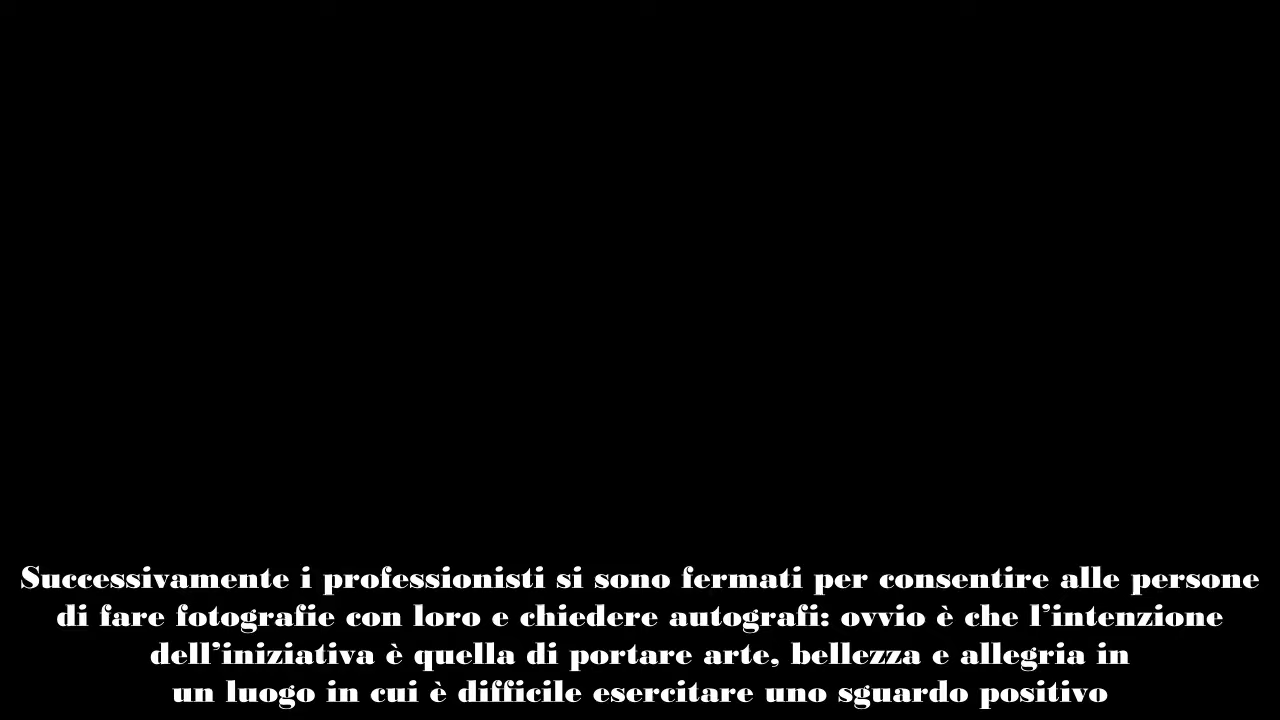 Successivamente i professionisti si sono fermati per consentire alle persone
di fare fotografie con loro e chiedere autografi: ovvio è che l’intenzione
dell’iniziativa è quella di portare arte, bellezza e allegria in
un luogo in cui è difficile esercitare uno sguardo positivo